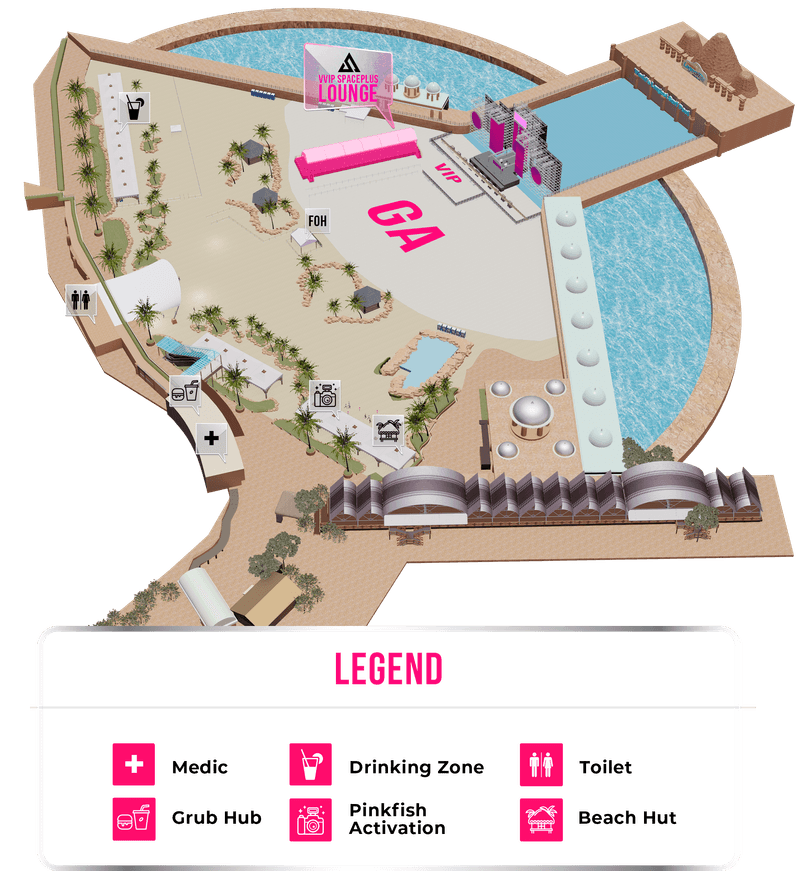 VVIP SPACEPLUS
LOUNGE
VIP
GA
FOH
LEGEND
Medic
Drinking Zone
Toilet
Grub Hub
Pinkfish
Activation
Beach Hut